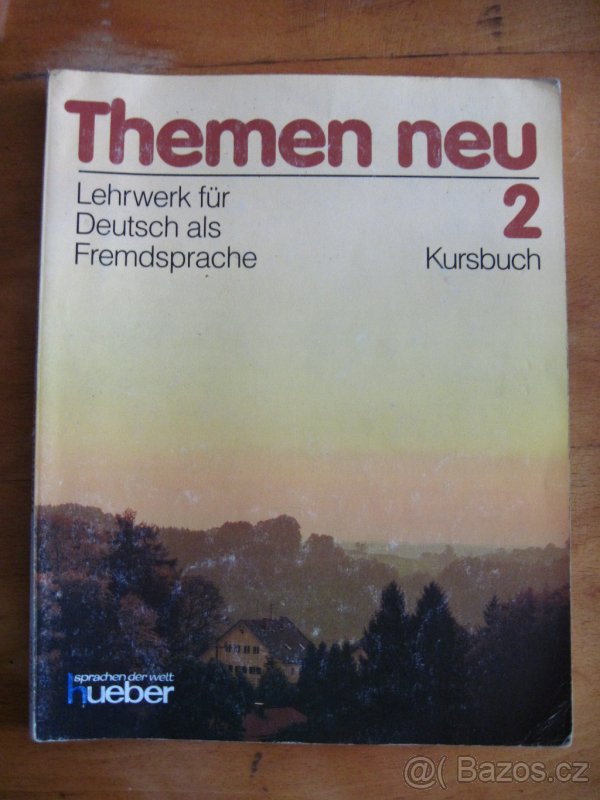 Themen neu
2
Lehrwerk für
Deutsch als
Fremdsprache
Kursbuch
sprachen der welt
hueber
@( Bazos.cz